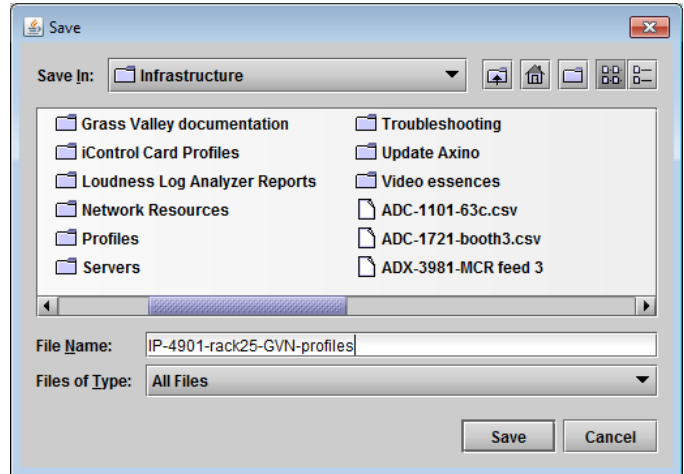 Save
Save In: Infrastructure
Grass Valley documentation
iControl Card Profiles
Loudness Log Analyzer Reports
Network Resources
Profiles
Servers
Troubleshooting
Update Axino
Video essences
ADC-1101-63c.csv
ADC-1721-booth3.csv
ADX-3981-MCR feed 3
File Name: IP-4901-rack25-GVN-profiles
Files of Type: All Files
Save Cancel